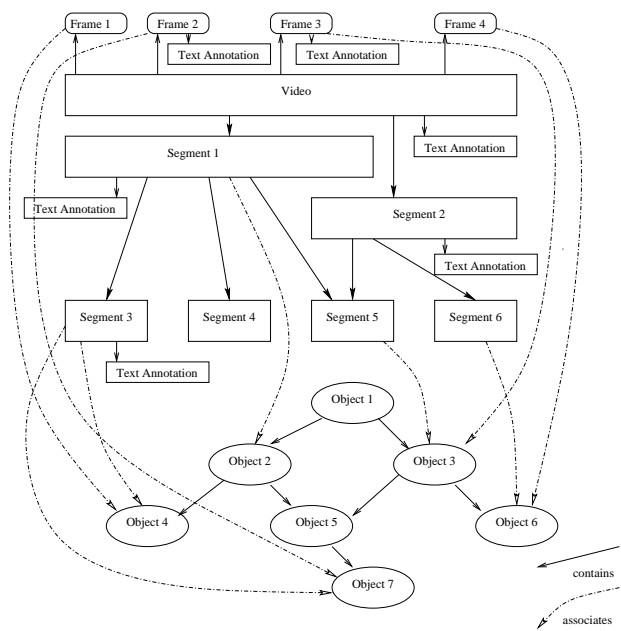 Frame 1
Frame 2
Frame 3
Frame 4
Text Annotation
Text Annotation
Video
Text Annotation
Segment 1
Text Annotation
Segment 2
Text Annotation
Segment 3
Segment 4
Segment 5
Segment 6
Text Annotation
Object 1
Object 2
Object 3
Object 4
Object 5
Object 6
Object 7
contains
associates